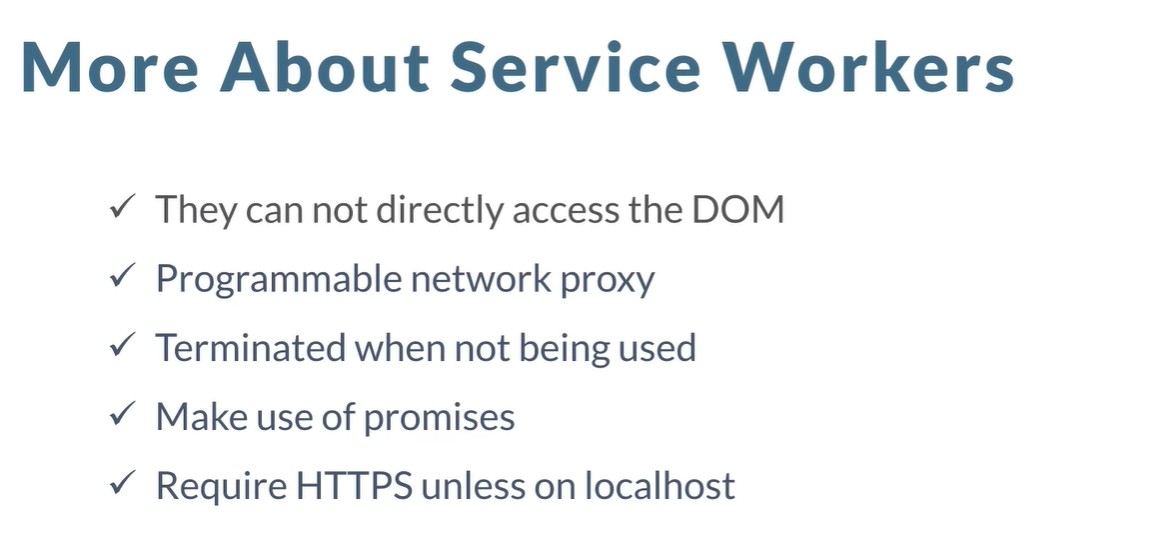 More About Service Workers
✓ They can not directly access the DOM
✓ Programmable network proxy
✓ Terminated when not being used
✓ Make use of promises
✓ Require HTTPS unless on localhost